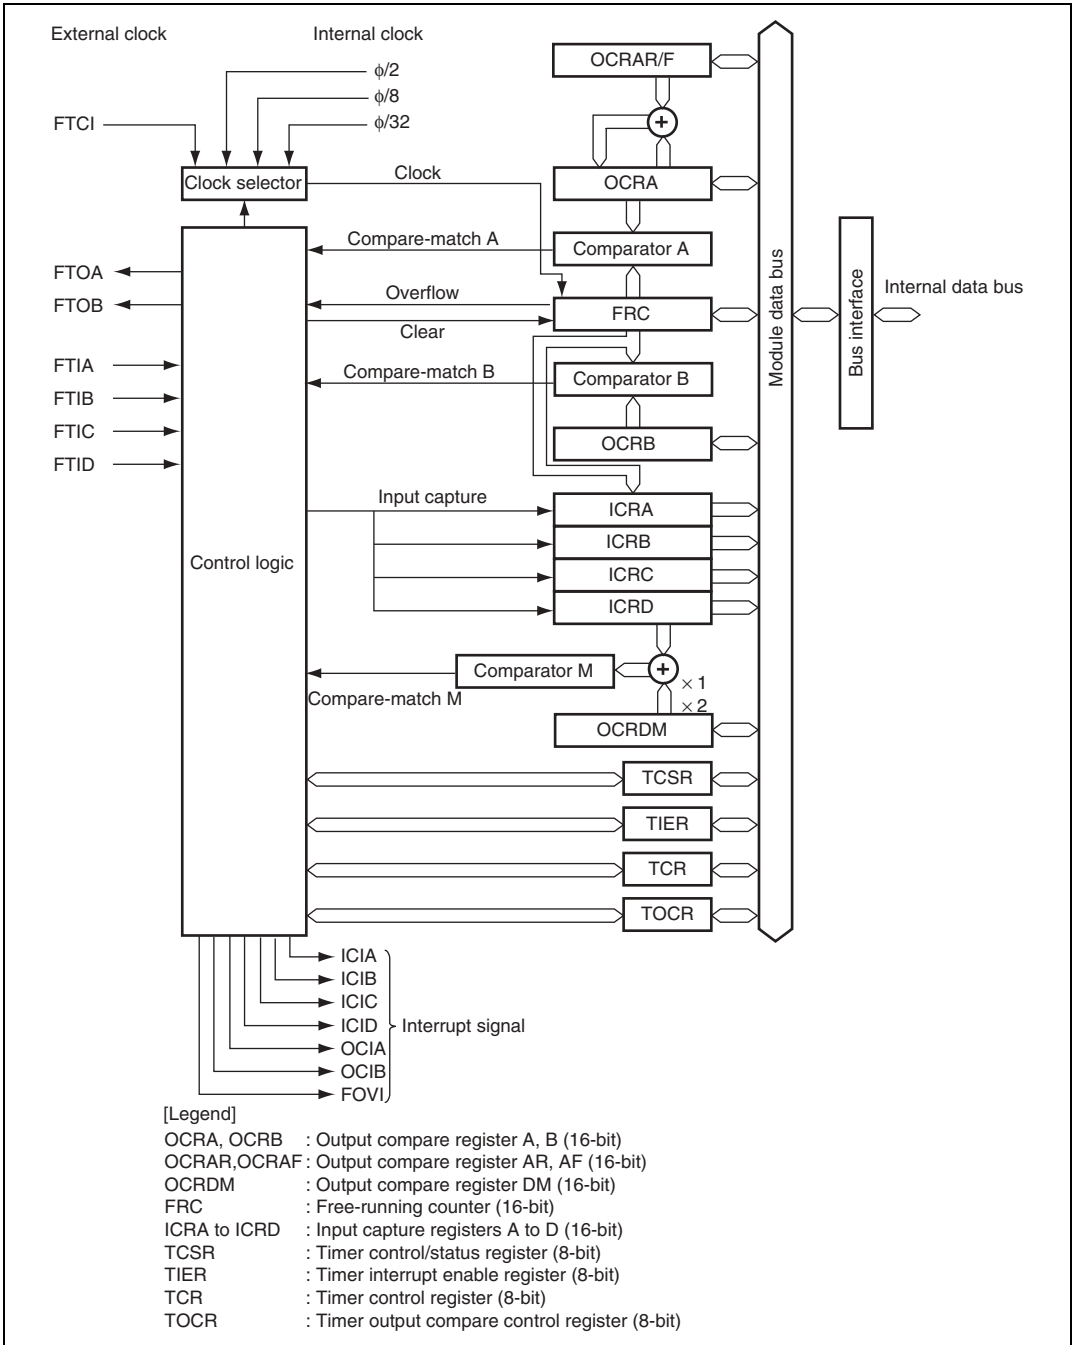 External clock
Internal clock
ϕ/2
ϕ/8
ϕ/32
FTCI
Clock selector
Clock
OCRAR/F
+
OCRA
Compare-match A
Comparator A
FTOA
FTOB
Overflow
FRC
Clear
FTIA
FTIB
FTIC
FTID
Compare-match B
Comparator B
OCRB
Module data bus
Bus interface
Internal data bus
Input capture
ICRA
ICRB
ICRC
ICRD
Control logic
Comparator M
+
× 1
× 2
Compare-match M
OCRDM
TCSR
TIER
TCR
TOCR
ICIA
ICIB
ICIC
ICID
OCIA
OCIB
FOVI
Interrupt signal
[Legend]
OCRA, OCRB : Output compare register A, B (16-bit)
OCRAR,OCRAF : Output compare register AR, AF (16-bit)
OCRDM : Output compare register DM (16-bit)
FRC : Free-running counter (16-bit)
ICRA to ICRD : Input capture registers A to D (16-bit)
TCSR : Timer control/status register (8-bit)
TIER : Timer interrupt enable register (8-bit)
TCR : Timer control register (8-bit)
TOCR : Timer output compare control register (8-bit)